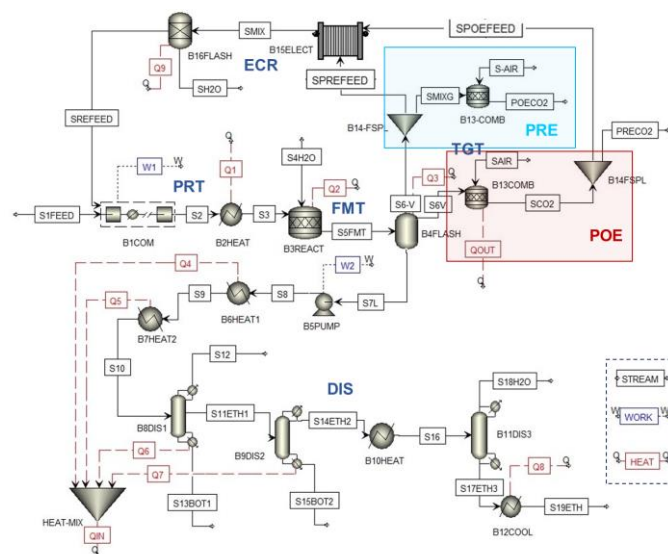 SMIX
SPOEFEED
B15ELECT
B16FLASH
ECR
Q9
Q
SH2O
SPREFEED
S-AIR
SMIXG
B13-COMB
POECO2
B14-FSPL
PRE
PRECO2
SREFEED
W1
W
PRT
Q
Q1
S4H2O
Q2
Q
FMT
TGT
Q3
Q
SAIR
B14FSPL
S6-V
S6V
B13COMB
SCO2
S1FEED
S2
S3
S5FMT
B1COM
B2HEAT
B3REACT
B4FLASH
QOUT
POE
Q
Q4
W2
W
Q5
S9
S8
S7L
B6HEAT1
B5PUMP
B7HEAT2
S10
S12
DIS
S18H2O
S11ETH1
S14ETH2
S16
B8DIS1
B9DIS2
B10HEAT
B11DIS3
Q6
Q7
Q8
Q
S17ETH3
S13BOT1
S15BOT2
B12COOL
S19ETH
HEAT-MIX
QIN
Q
STREAM
W
WORK
W
Q
HEAT
Q